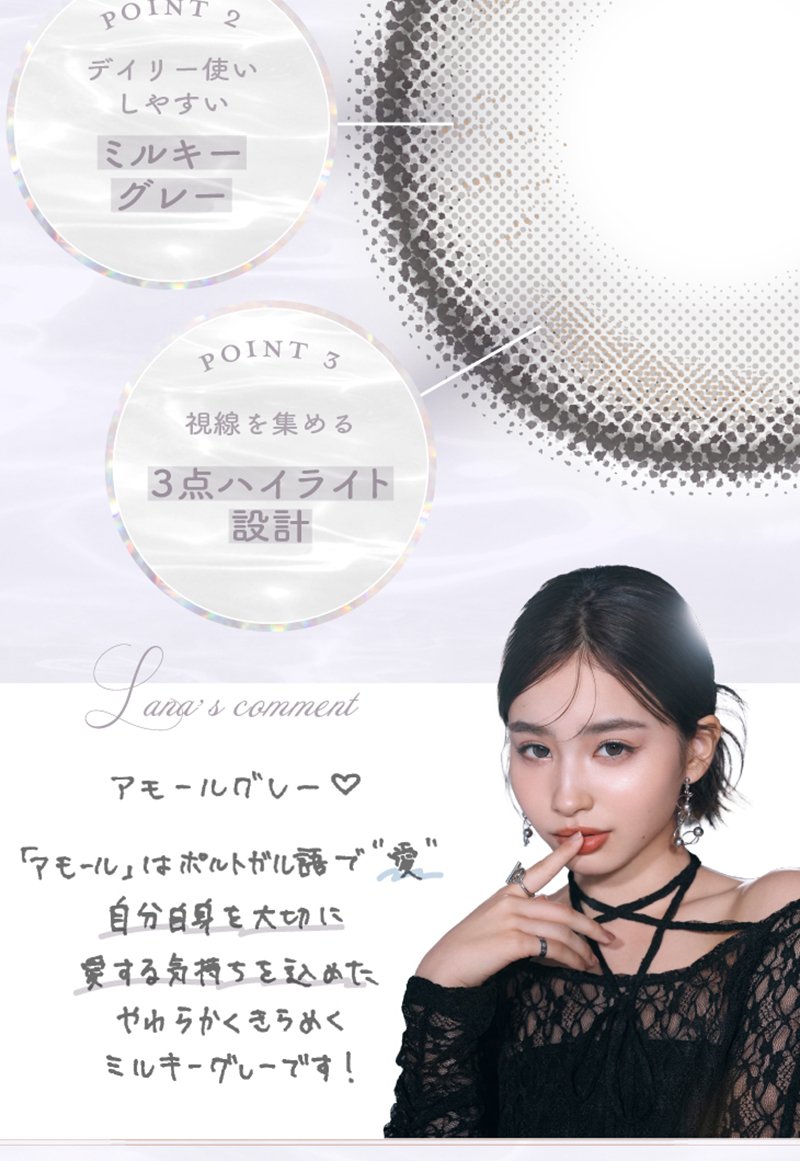 POINT 2
デイリー使い
しやすい
ミルキー
グレー
POINT 3
視線を集める
3点ハイライト
設計
Lana's comment
アモールグレー♡
「アモール」はポルトガル語で"愛"
自分自身を大切に
愛する気持ちを込めた
やわらかくきらめく
ミルキーグレーです!